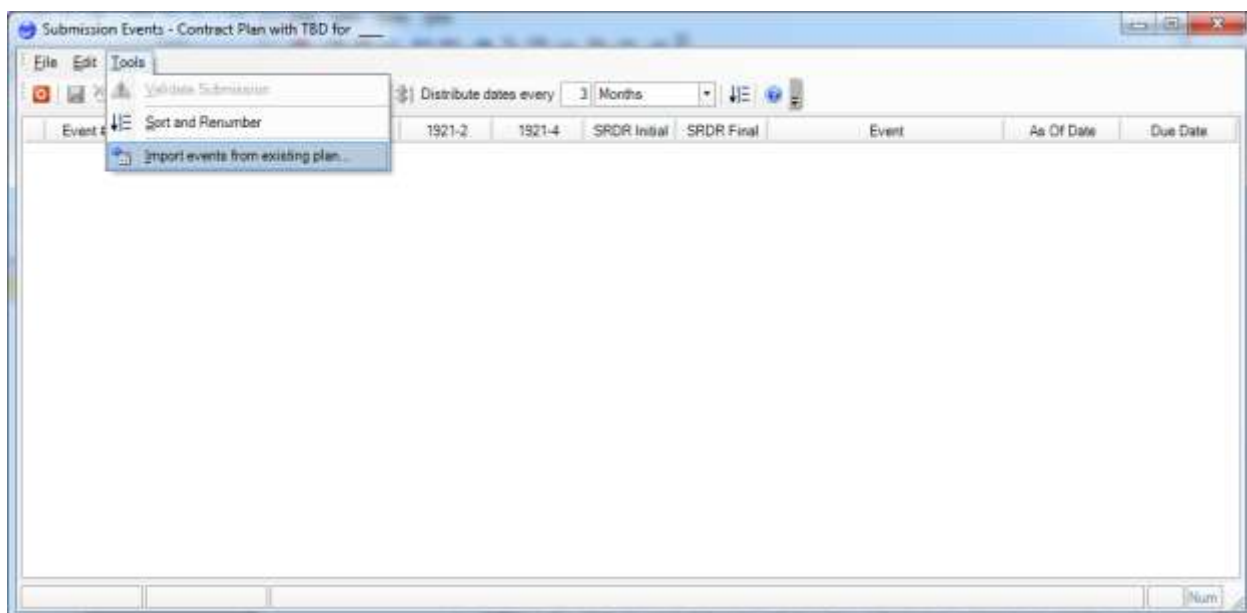 Submission Events - Contract Plan with TBD for ___
File Edit Tools
Validate Submission
Distribute dates every 3 Months
Sort and Renumber
Event # 1921-2 1921-4 SRDR Initial SRDR Final Event As Of Date Due Date
Import events from existing plan...
Num